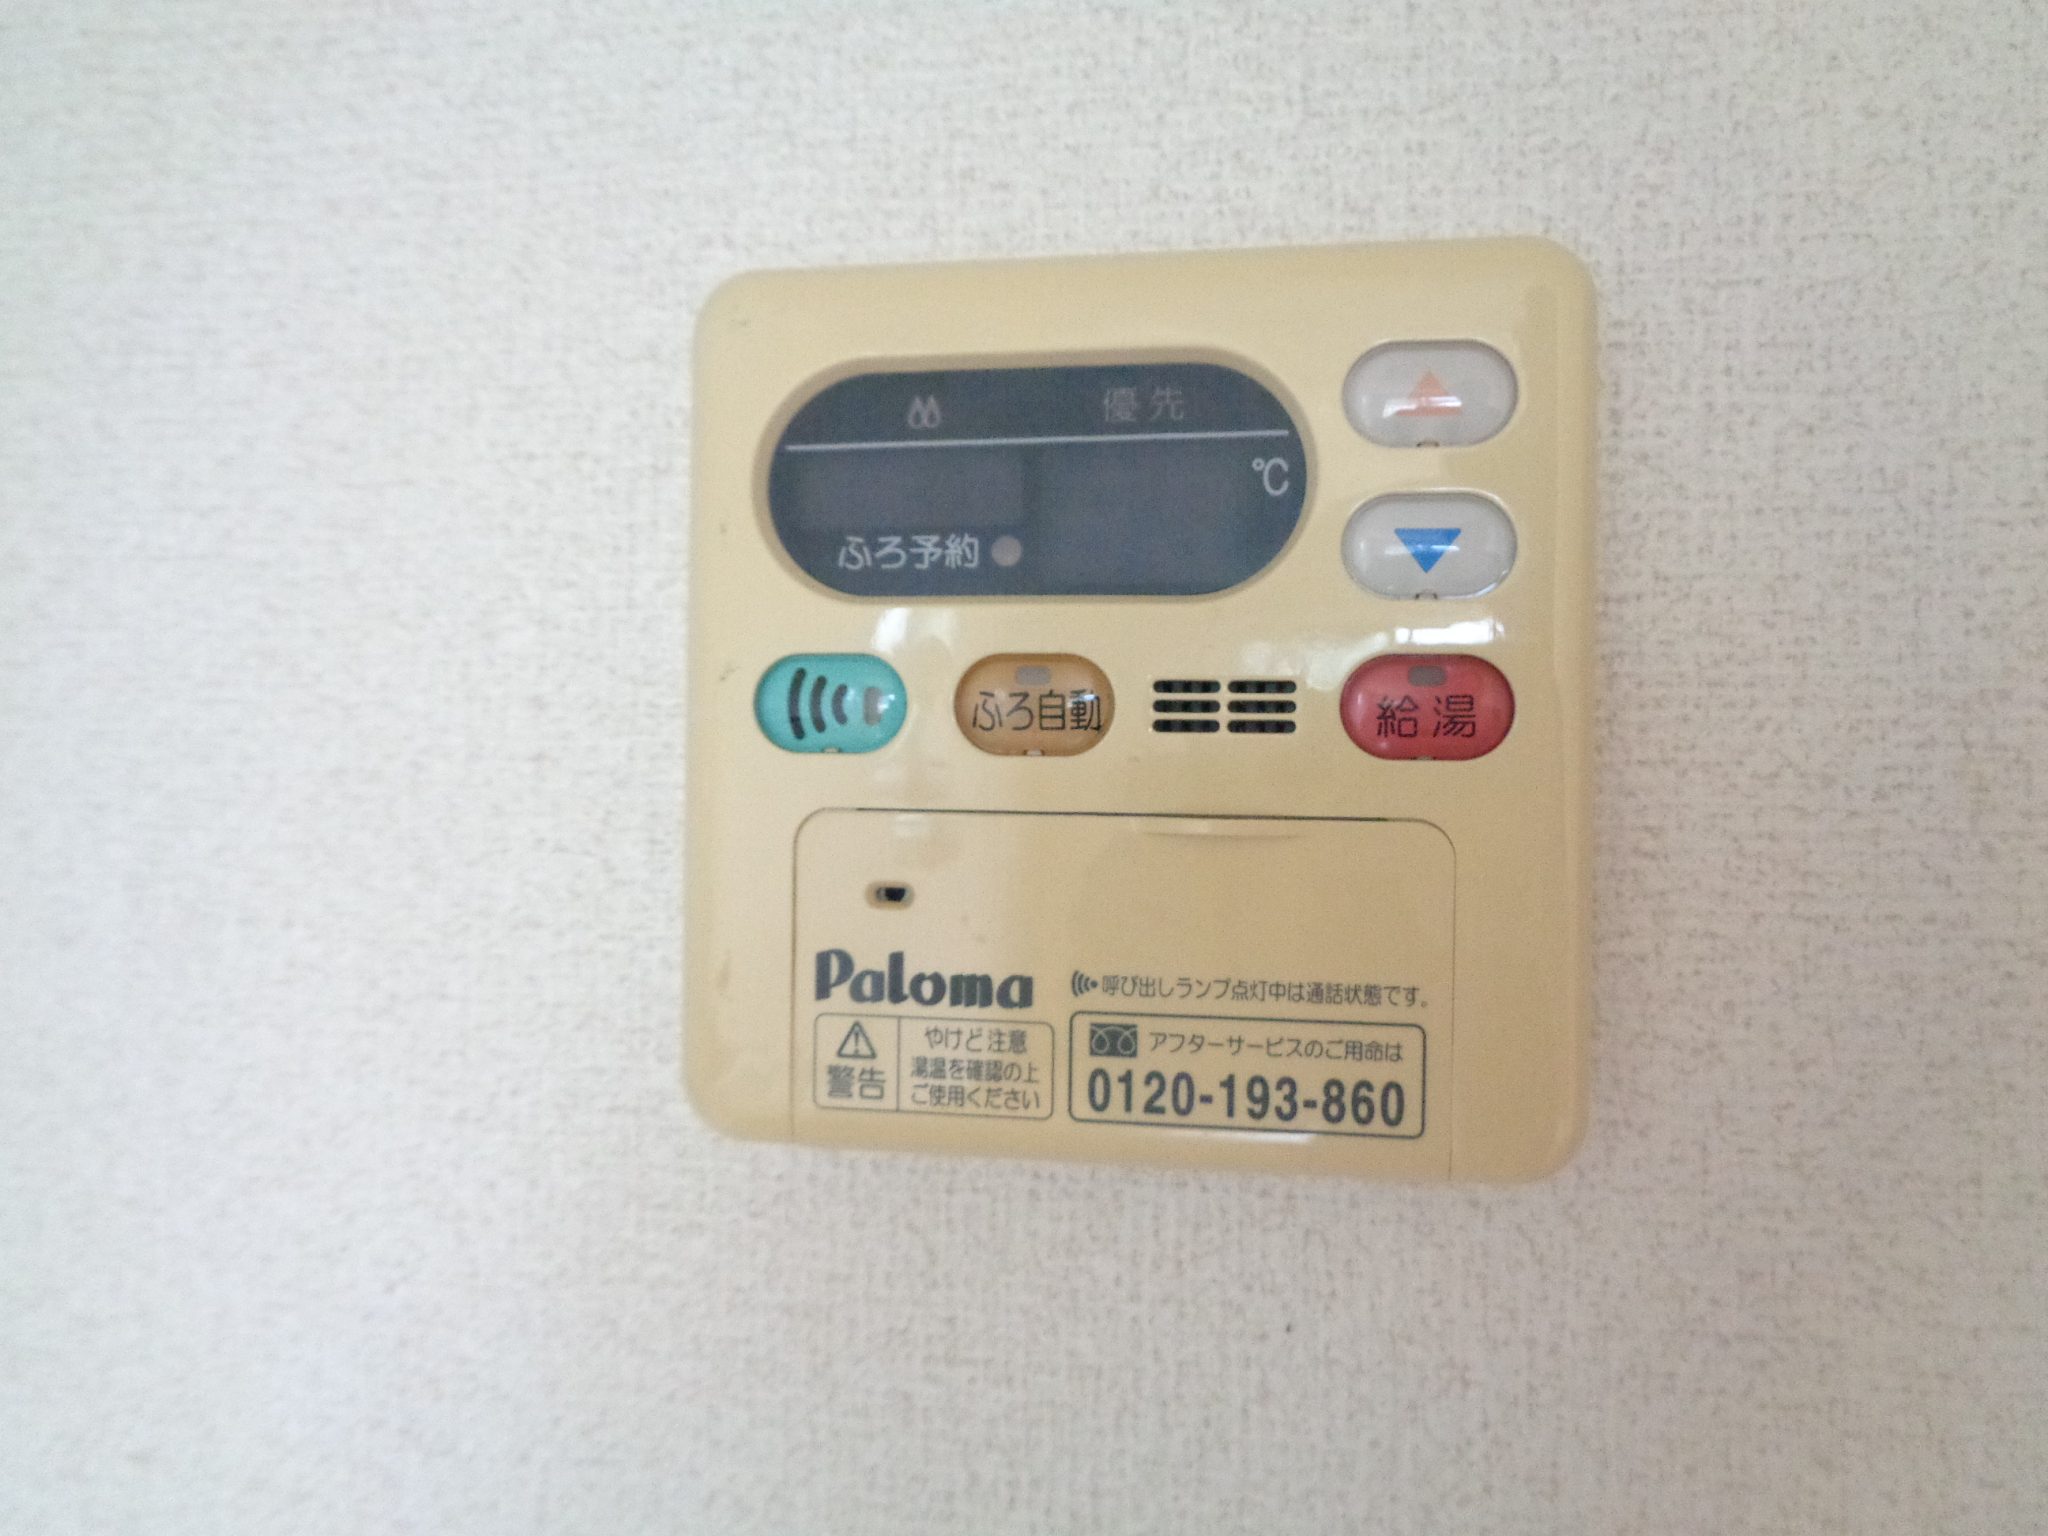 優先
℃
ふろ予約
ふろ自動
給湯
Paloma
呼び出しランプ点灯中は通話状態です。
警告
やけど注意
湯温を確認の上
ご使用ください
アフターサービスのご用命は
0120-193-860